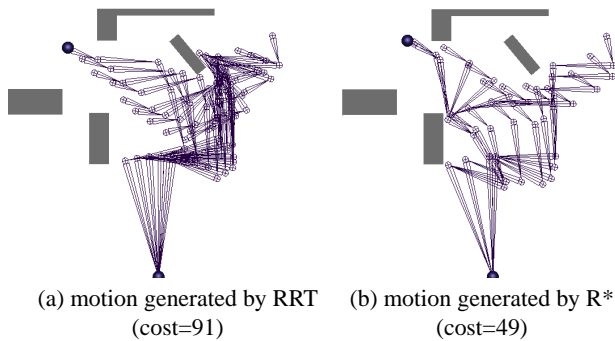 (a) motion generated by RRT
(cost=91)
(b) motion generated by R*
(cost=49)